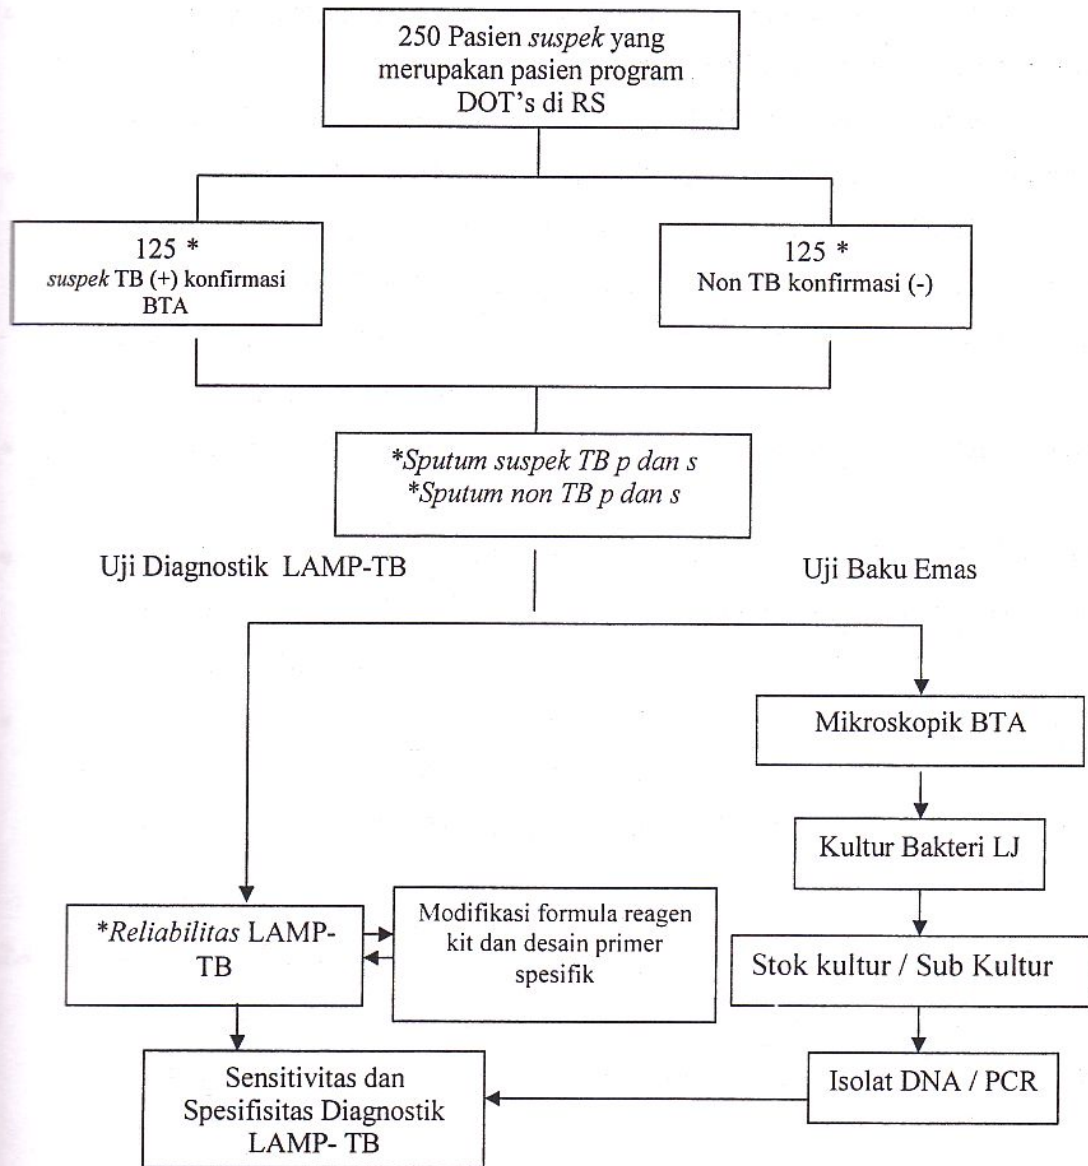 250 Pasien suspek yang
merupakan pasien program
DOT's di RS
125 *
suspek TB (+) konfirmasi
BTA
125 *
Non TB konfirmasi (-)
*Sputum suspek TB p dan s
*Sputum non TB p dan s
Uji Diagnostik LAMP-TB
Uji Baku Emas
Mikroskopik BTA
Kultur Bakteri LJ
*Reliabilitas LAMP-
TB
Modifikasi formula reagen
kit dan desain primer
spesifik
Stok kultur / Sub Kultur
Sensitivitas dan
Spesifisitas Diagnostik
LAMP- TB
Isolat DNA / PCR